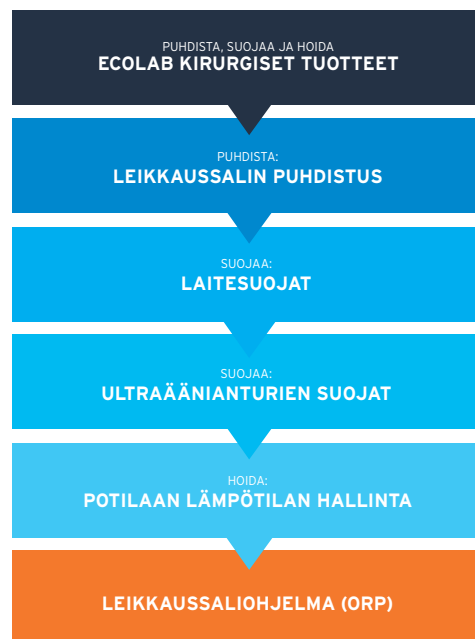 PUHDISTA, SUOJAA JA HOIDA
ECOLAB KIRURGISET TUOTTEET
PUHDISTA:
LEIKKAUSSALIN PUHDISTUS
SUOJAA:
LAITESUOJAT
SUOJAA:
ULTRAÄÄNIANTURIEN SUOJAT
HOIDA:
POTILAAN LÄMPÖTILAN HALLINTA
LEIKKAUSSALIOHJELMA (ORP)